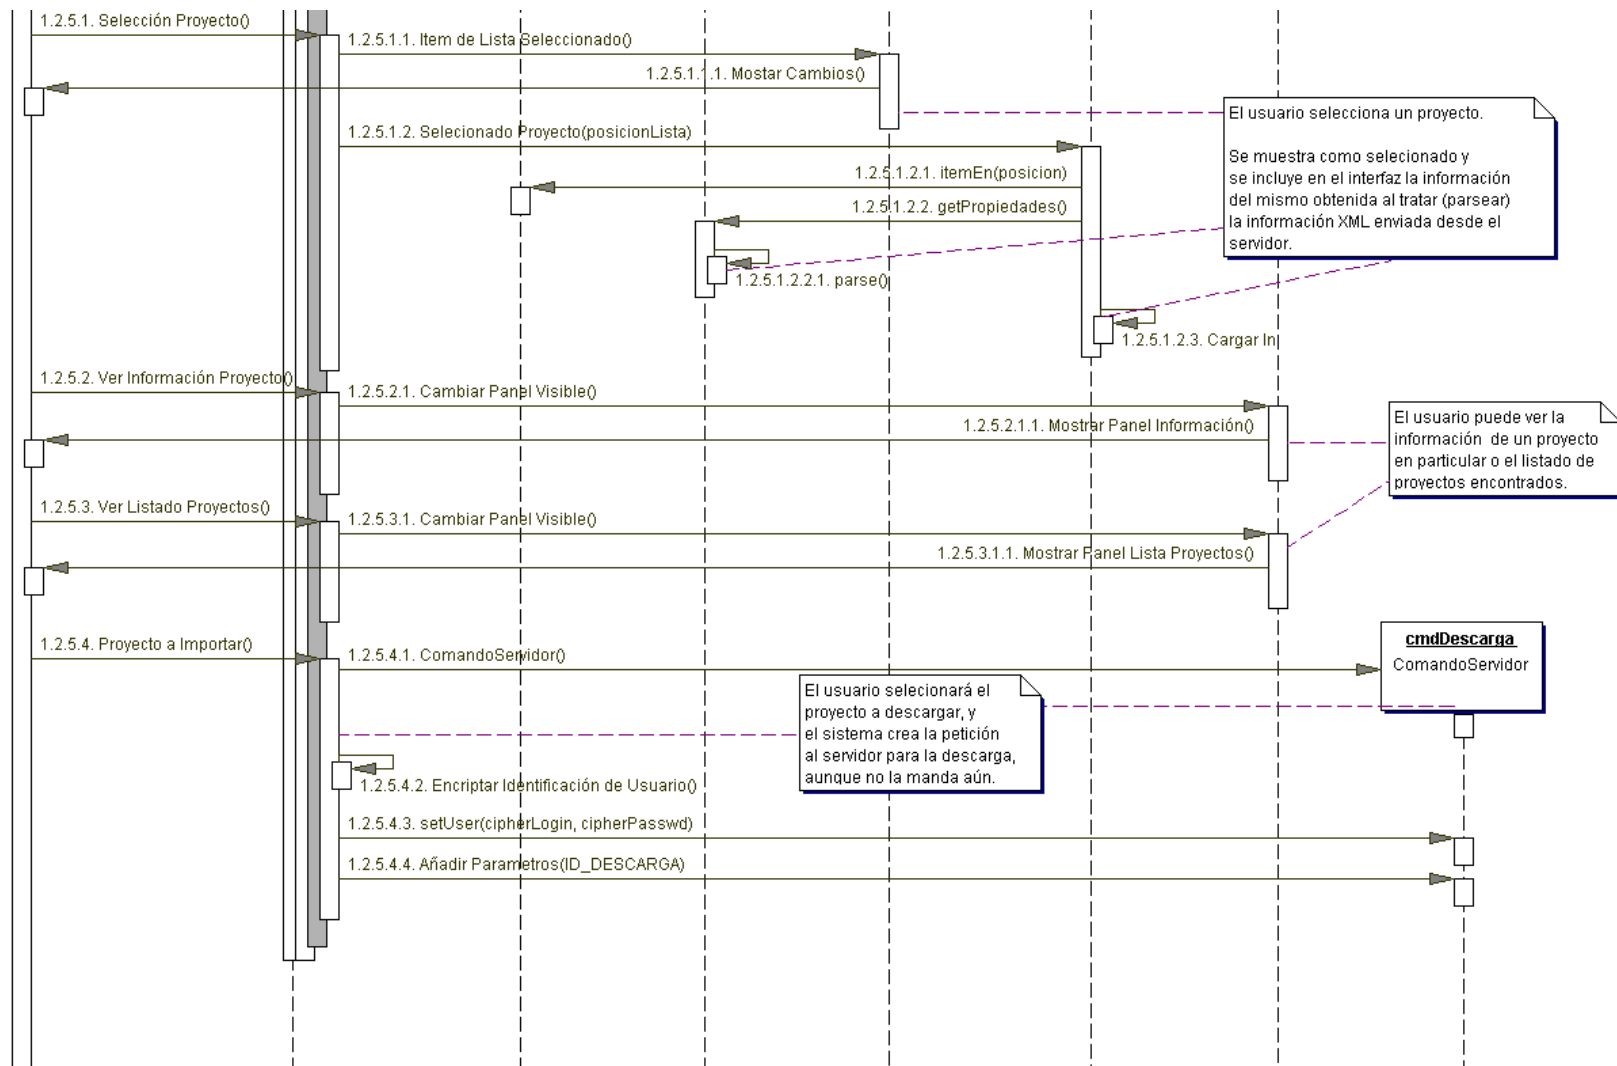 1.2.5.1. Selección Proyecto()
1.2.5.1.1. Item de Lista Seleccionado()
1.2.5.1.1.1. Mostar Cambios()
El usuario selecciona un proyecto.
Se muestra como selecionado y
se incluye en el interfaz la información
del mismo obtenida al tratar (parsear)
la información XML enviada desde el
servidor.
1.2.5.1.2. Selecionado Proyecto(posicionLista)
1.2.5.1.2.1. itemEn(posicion)
1.2.5.1.2.2. getPropiedades()
1.2.5.1.2.2.1. parse()
1.2.5.1.2.3. Cargar In
1.2.5.2. Ver Información Proyecto()
1.2.5.2.1. Cambiar Panel Visible()
1.2.5.2.1.1. Mostrar Panel Información()
El usuario puede ver la
información de un proyecto
en particular o el listado de
proyectos encontrados.
1.2.5.3. Ver Listado Proyectos()
1.2.5.3.1. Cambiar Panel Visible()
1.2.5.3.1.1. Mostrar Panel Lista Proyectos()
1.2.5.4. Proyecto a Importar()
1.2.5.4.1. ComandoServidor()
cmdDescarga
ComandoServidor
El usuario selecionará el
proyecto a descargar, y
el sistema crea la petición
al servidor para la descarga,
aunque no la manda aún.
1.2.5.4.2. Encriptar Identificación de Usuario()
1.2.5.4.3. setUser(cipherLogin, cipherPasswd)
1.2.5.4.4. Añadir Parametros(ID_DESCARGA)